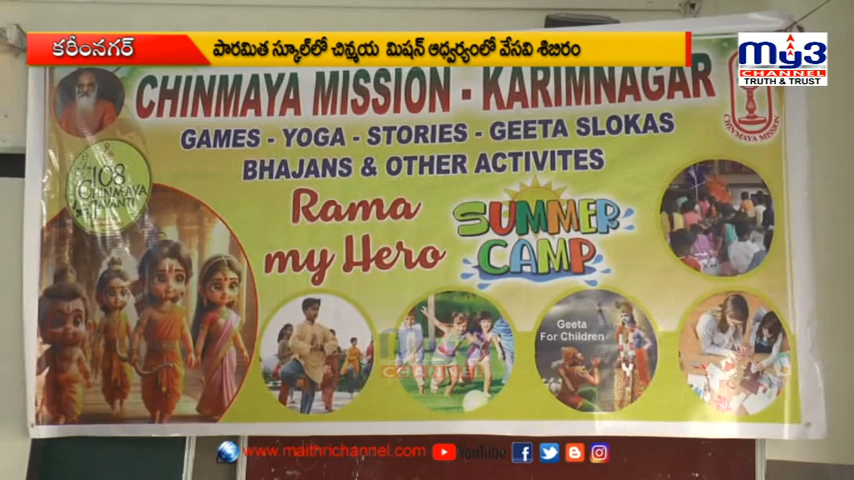 కరీంనగర్
పారమిత స్కూల్‌లో చిన్మయ మిషన్ ఆధ్వర్యంలో వేసవి శిబిరం
my3
CHANNEL
TRUTH & TRUST
CHINMAYA MISSION - KARIMNAGAR
GAMES - YOGA - STORIES - GEETA SLOKAS
BHAJANS & OTHER ACTIVITES
CHINMAYA MISSION
108
CHINMAYA
JAYANTI
Rama
my Hero
SUMMER
CAMP
Geeta
For Children
CHANNEL
www.maithrichannel.com
YouTube